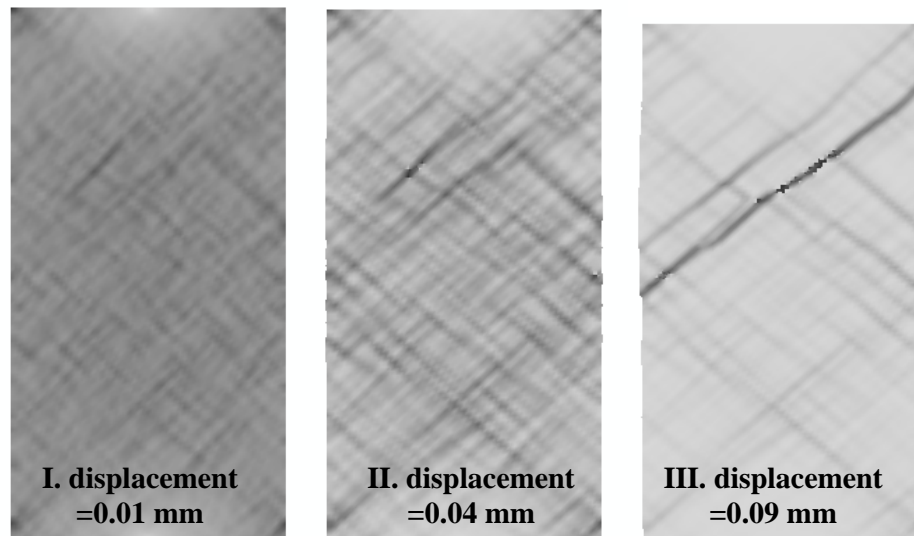 I. displacement
=0.01 mm
II. displacement
=0.04 mm
III. displacement
=0.09 mm